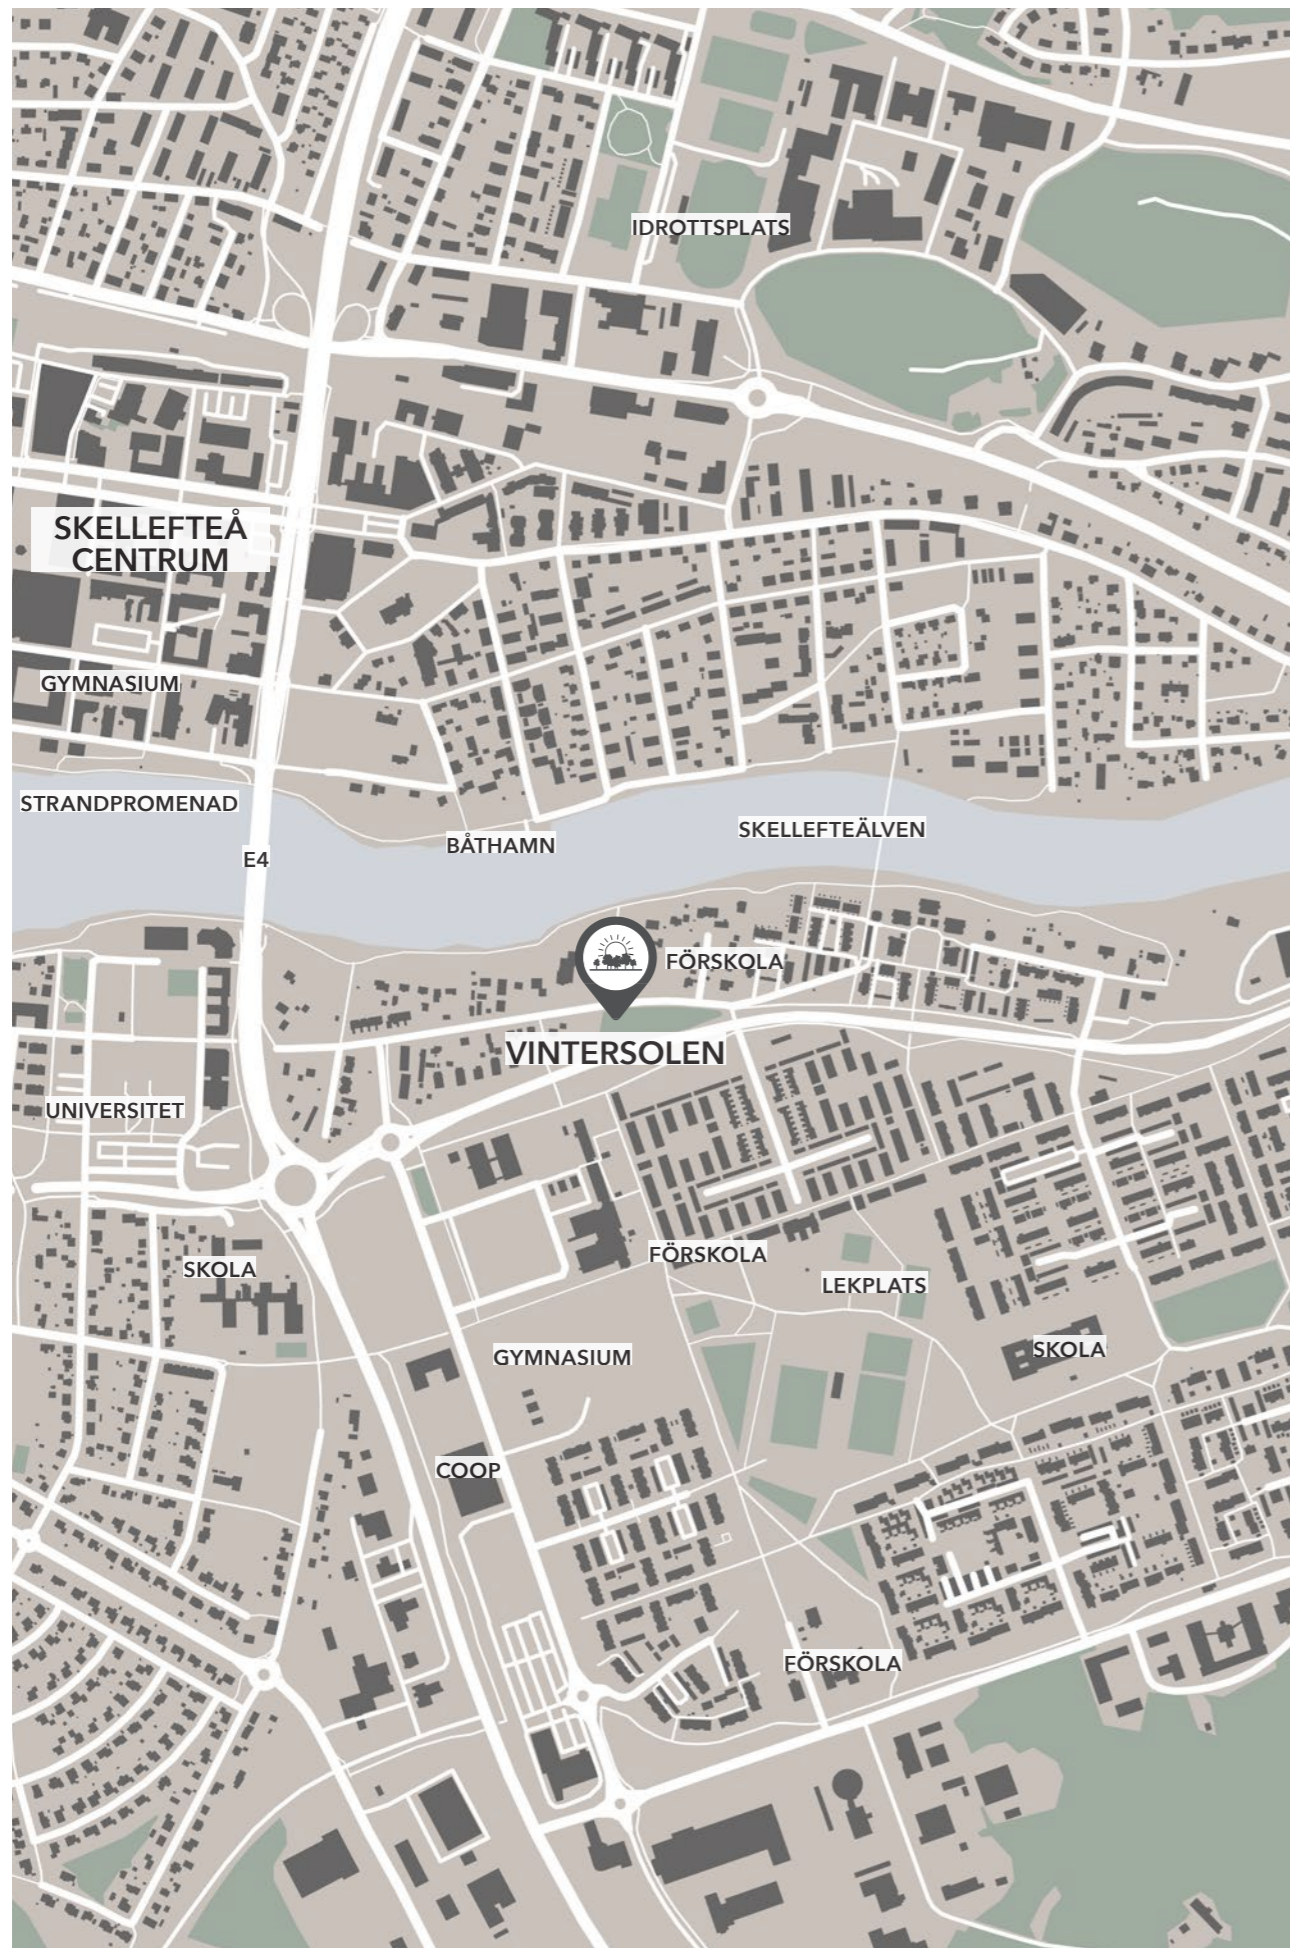 IDROTTSPLATS
SKELLEFTEÅ
CENTRUM
GYMNASIUM
STRANDPROMENAD
SKELLEFTEÄLVEN
BÅTHAMN
E4
FÖRSKOLA
VINTERSOLEN
UNIVERSITET
FÖRSKOLA
SKOLA
LEKPLATS
SKOLA
GYMNASIUM
COOP
FÖRSKOLA